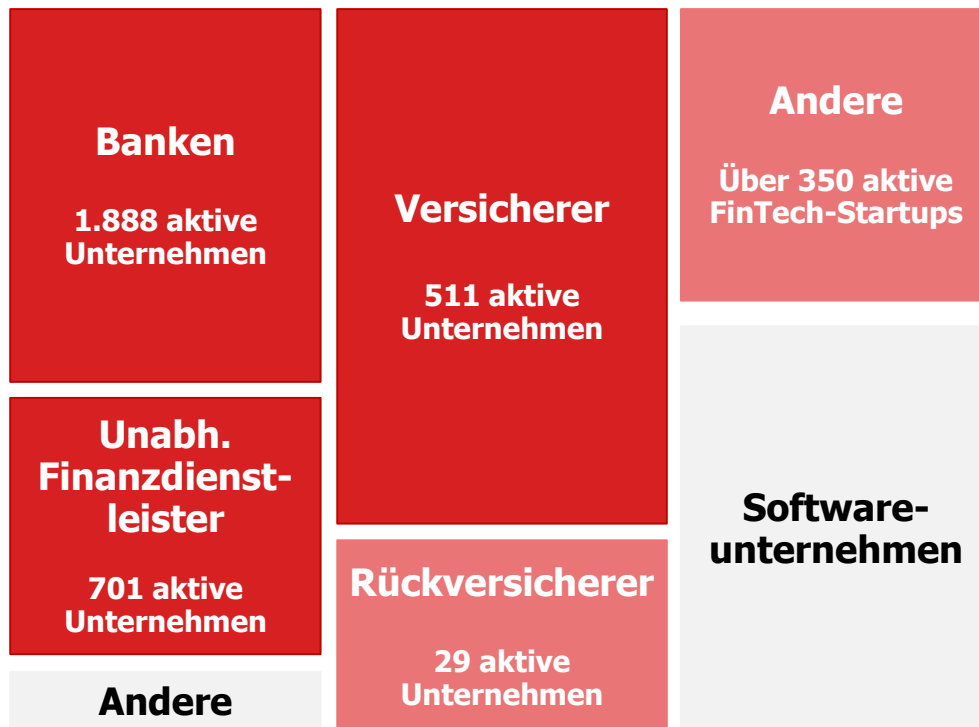 Banken
1.888 aktive
Unternehmen
Unabh.
Finanzdienst-
leister
701 aktive
Unternehmen
Andere
Versicherer
511 aktive
Unternehmen
Rückversicherer
29 aktive
Unternehmen
Andere
Über 350 aktive
FinTech-Startups
Software-
unternehmen